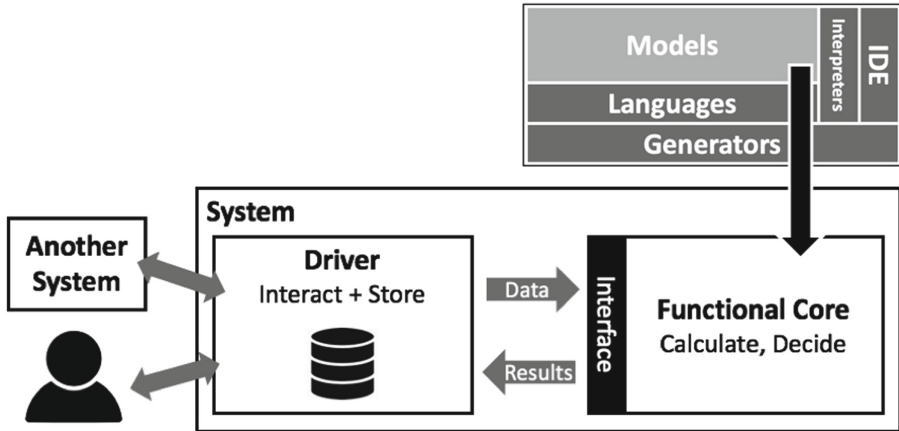 Models
Interpreters
IDE
Languages
Generators
System
Another
System
Driver
Interact + Store
Data
Results
Interface
Functional Core
Calculate, Decide